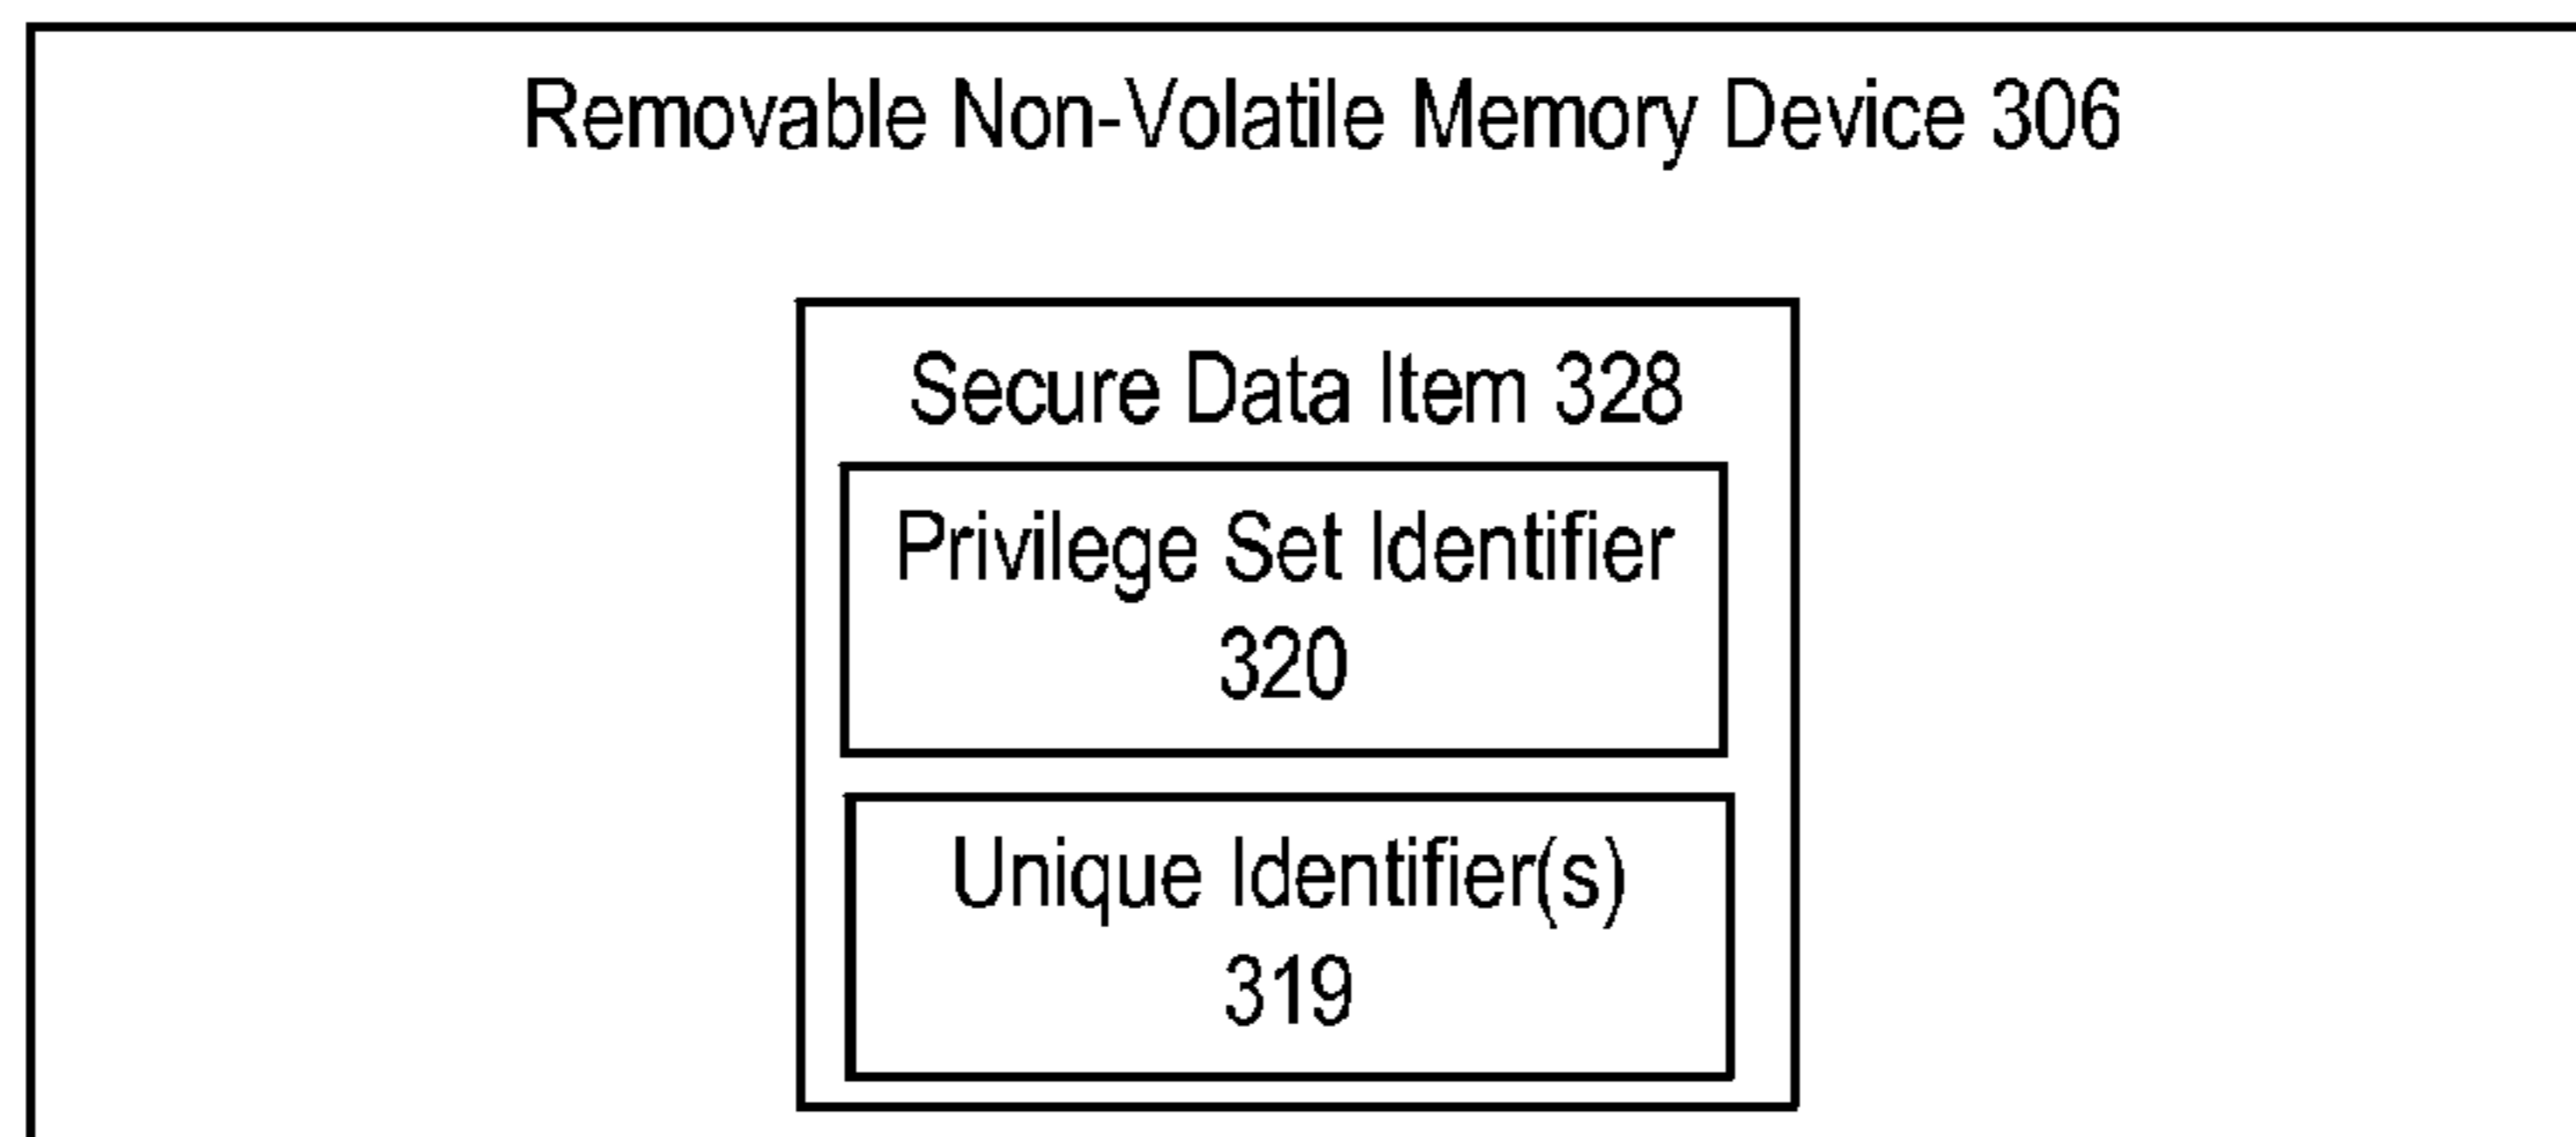 Removable Non-Volatile Memory Device 306
Secure Data Item 328
Privilege Set Identifier
320
Unique Identifier(s)
319